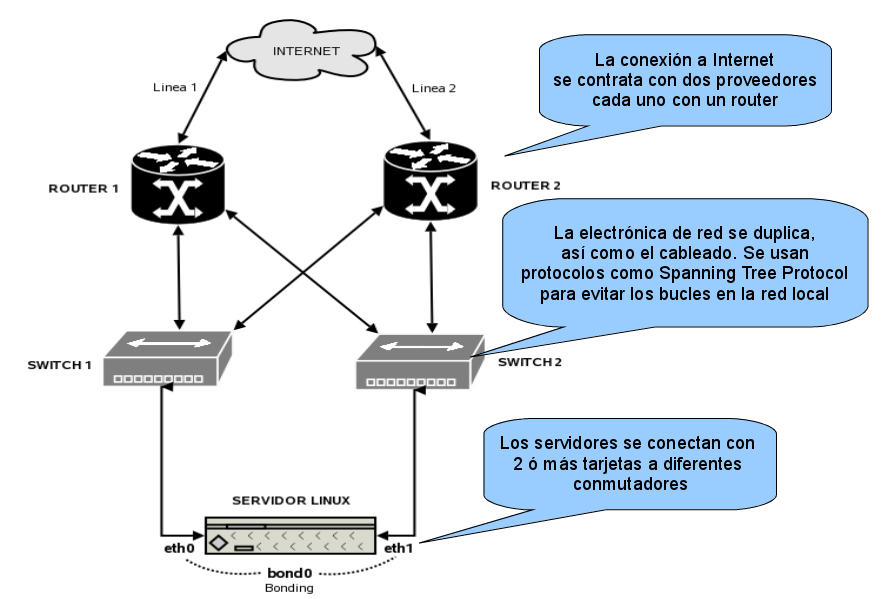 INTERNET
La conexión a Internet
se contrata con dos proveedores
cada uno con un router
Linea 1
Linea 2
ROUTER 1
ROUTER 2
La electrónica de red se duplica,
así como el cableado. Se usan
protocolos como Spanning Tree Protocol
para evitar los bucles en la red local
SWITCH 1
SWITCH 2
Los servidores se conectan con
2 ó más tarjetas a diferentes
conmutadores
SERVIDOR LINUX
eth0
eth1
bond0
Bonding